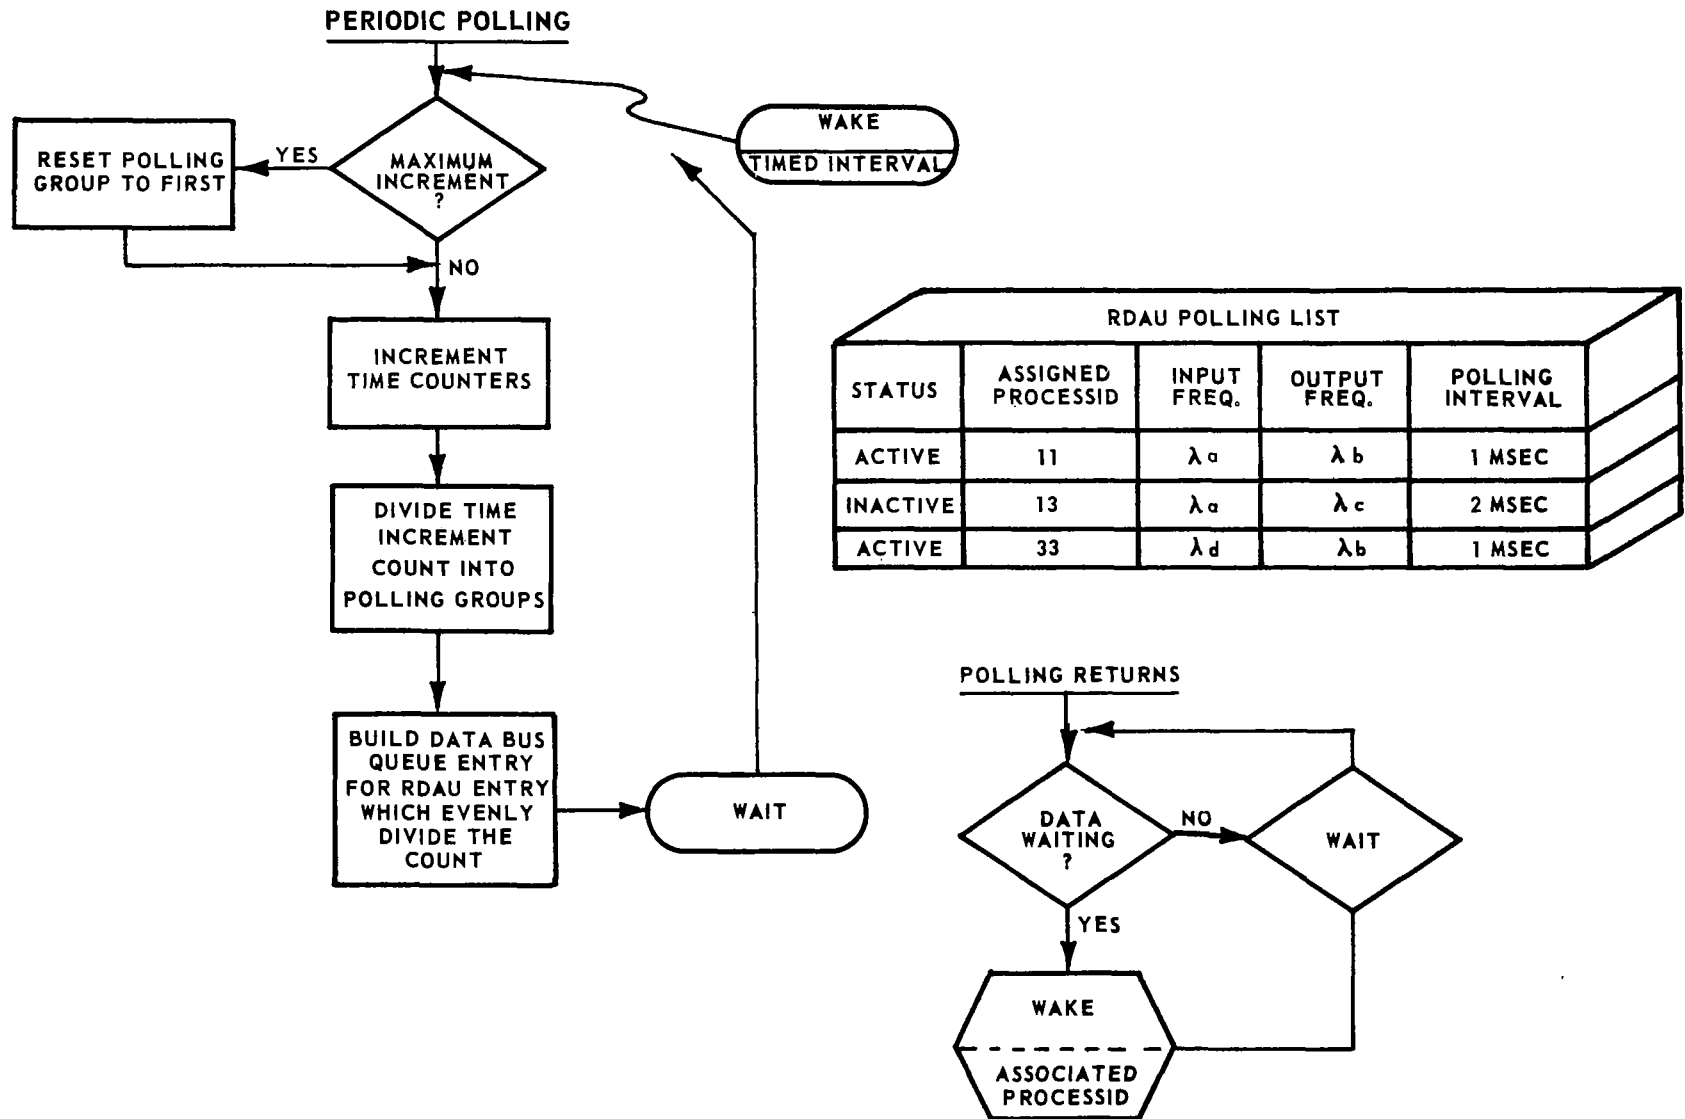 PERIODIC POLLING
WAKE
TIMED INTERVAL
RESET POLLING
GROUP TO FIRST
YES
MAXIMUM
INCREMENT
?
NO
INCREMENT
TIME COUNTERS
DIVIDE TIME
INCREMENT
COUNT INTO
POLLING GROUPS
BUILD DATA BUS
QUEUE ENTRY
FOR RDAU ENTRY
WHICH EVENLY
DIVIDE THE
COUNT
WAIT
RDAU POLLING LIST
STATUS
ASSIGNED
PROCESSID
INPUT
FREQ.
OUTPUT
FREQ.
POLLING
INTERVAL
ACTIVE 11 λa λb 1 MSEC
INACTIVE 13 λa λc 2 MSEC
ACTIVE 33 λd λb 1 MSEC
POLLING RETURNS
DATA
WAITING
?
NO
WAIT
YES
WAKE
ASSOCIATED
PROCESSID